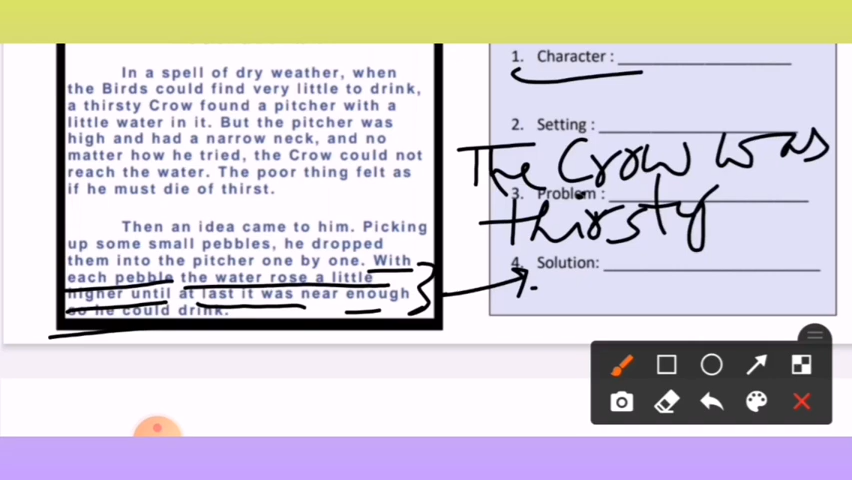 In a spell of dry weather, when
the Birds could find very little to drink,
a thirsty Crow found a pitcher with a
little water in it. But the pitcher was
high and had a narrow neck, and no
matter how he tried, the Crow could not
reach the water. The poor thing felt as
if he must die of thirst.
Then an idea came to him. Picking
up some small pebbles, he dropped
them into the pitcher one by one. With
each pebble the water rose a little
higher until at last it was near enough
so he could drink.
1. Character :
2. Setting :
The Crow was
3. Problem :
thirsty
4. Solution: